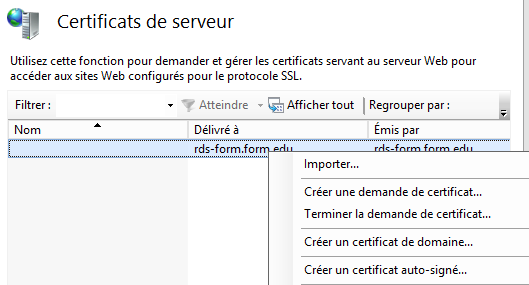 Certificats de serveur
Utilisez cette fonction pour demander et gérer les certificats servant au serveur Web pour
accéder aux sites Web configurés pour le protocole SSL.
Filtrer : Atteindre Afficher tout Regrouper par :
Nom Délivré à Émis par
rds-form.form.edu rds-form.form.edu
Importer...
Créer une demande de certificat...
Terminer la demande de certificat...
Créer un certificat de domaine...
Créer un certificat auto-signé...